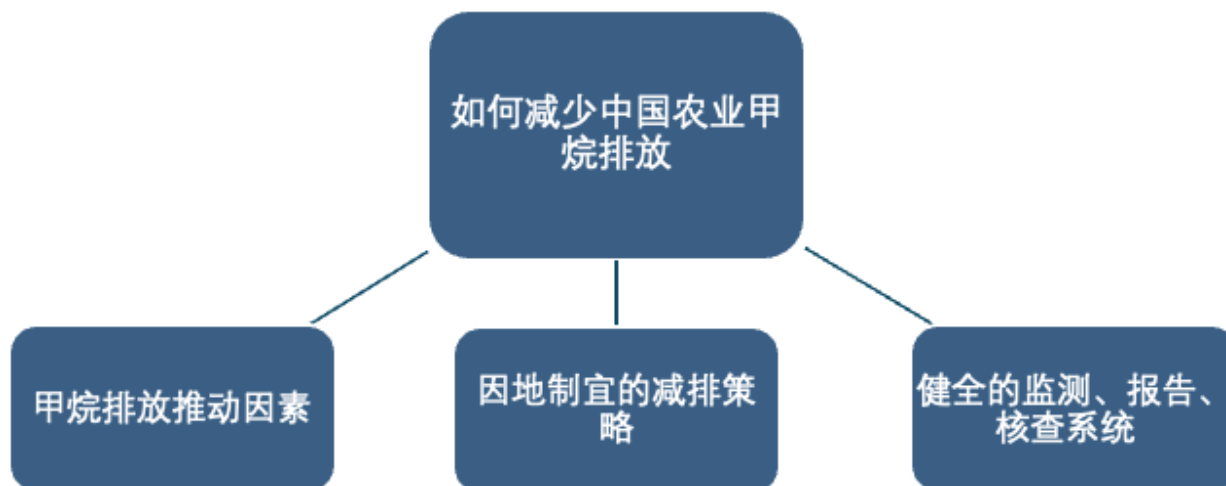 如何减少中国农业甲
烷排放
甲烷排放推动因素
因地制宜的减排策
略
健全的监测、报告、
核查系统